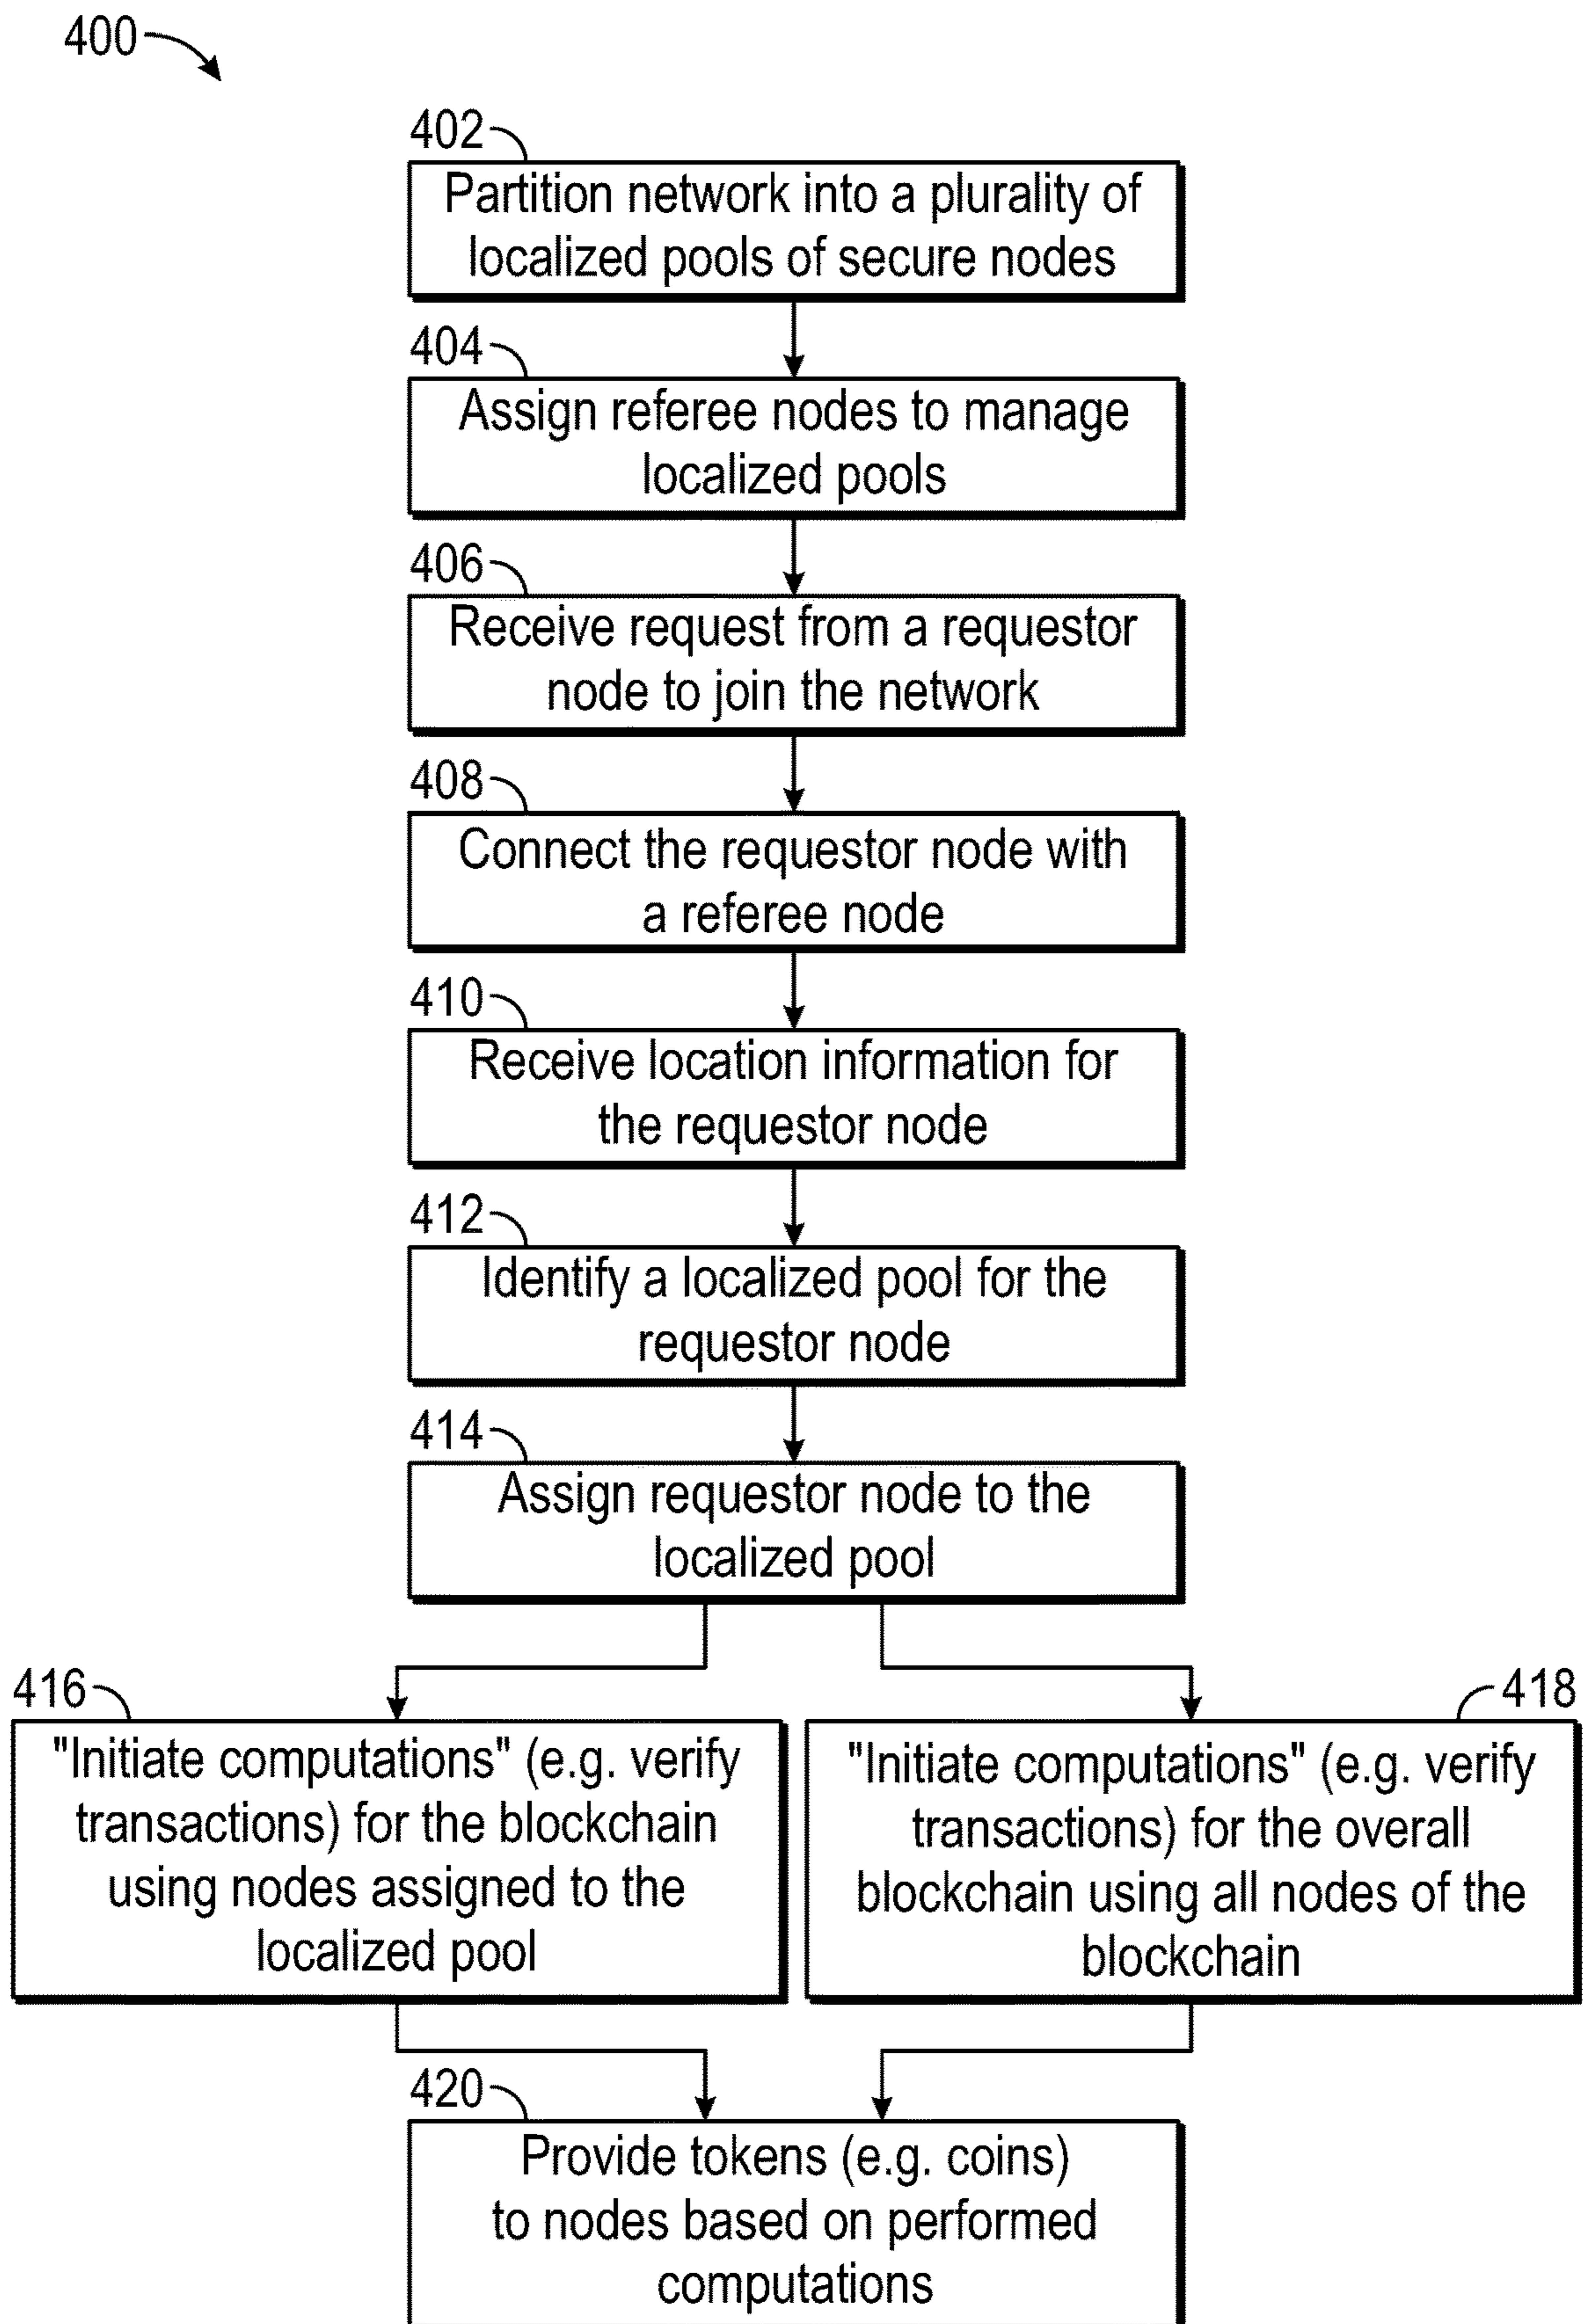 400
402
Partition network into a plurality of
localized pools of secure nodes
404
Assign referee nodes to manage
localized pools
406
Receive request from a requestor
node to join the network
408
Connect the requestor node with
a referee node
410
Receive location information for
the requestor node
412
Identify a localized pool for the
requestor node
414
Assign requestor node to the
localized pool
416
"Initiate computations" (e.g. verify
transactions) for the blockchain
using nodes assigned to the
localized pool
418
"Initiate computations" (e.g. verify
transactions) for the overall
blockchain using all nodes of the
blockchain
420
Provide tokens (e.g. coins)
to nodes based on performed
computations